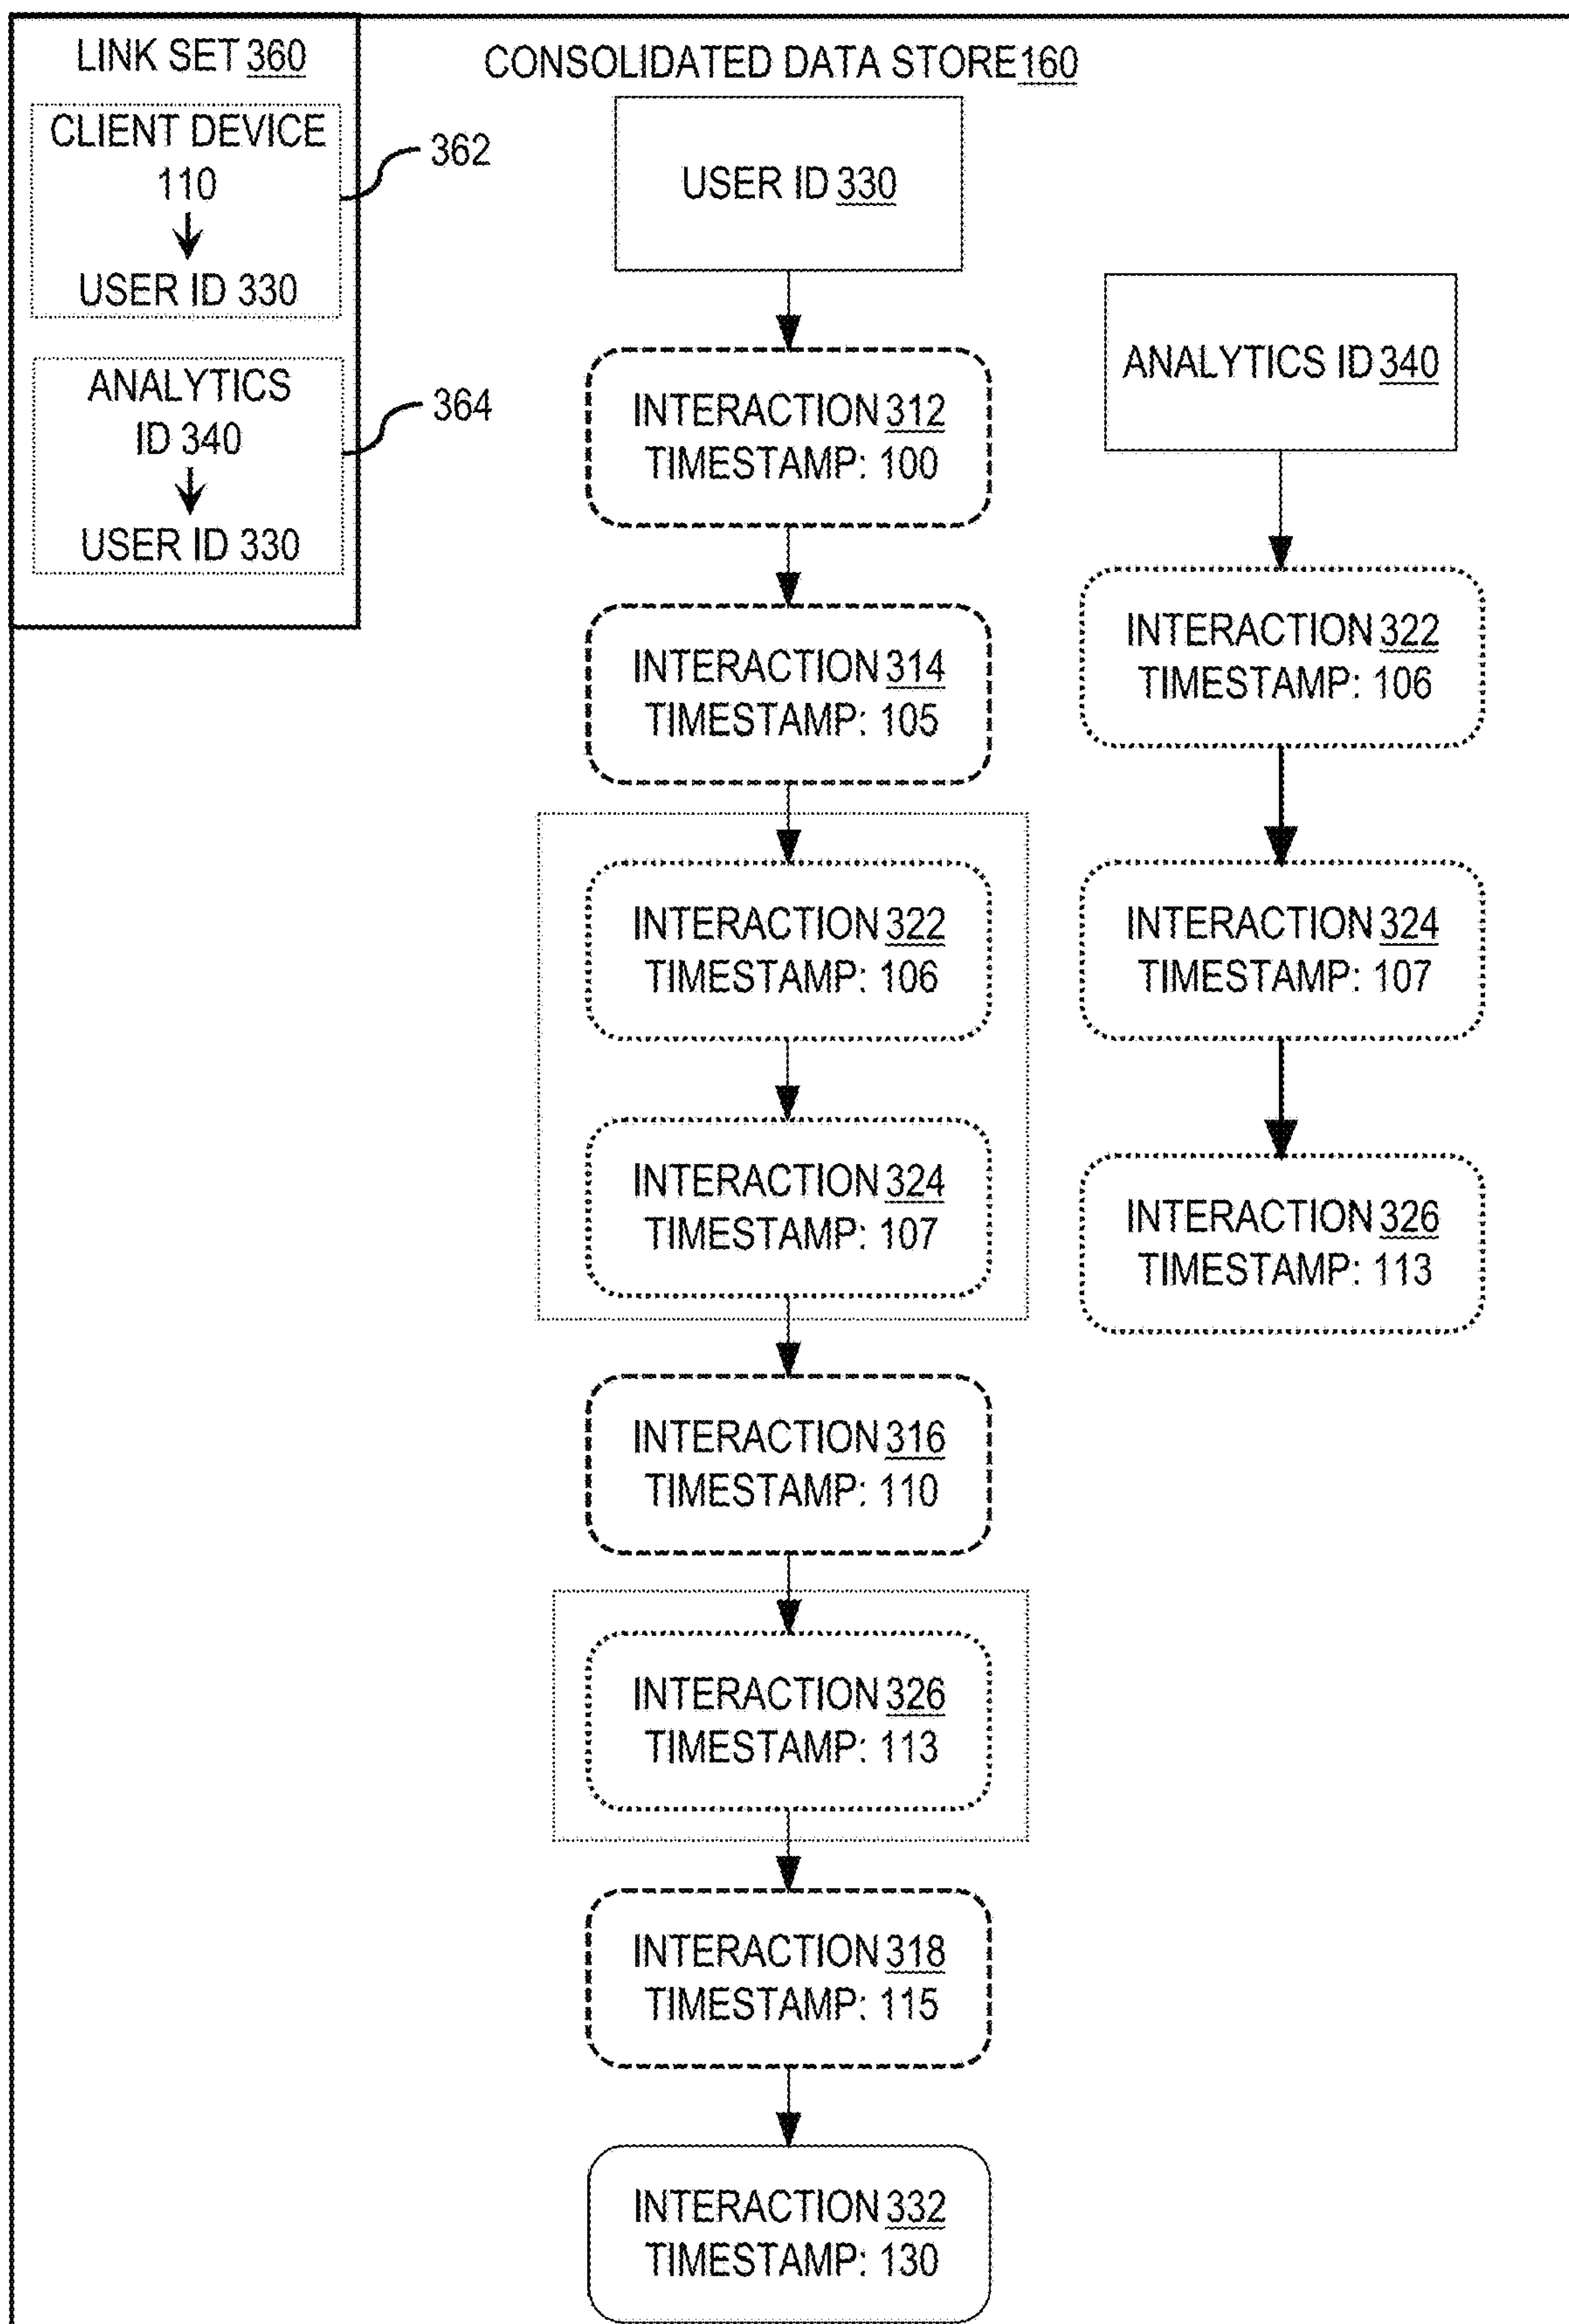 LINK SET 360
CLIENT DEVICE
110
USER ID 330
362
ANALYTICS
ID 340
USER ID 330
364
CONSOLIDATED DATA STORE 160
USER ID 330
INTERACTION 312
TIMESTAMP: 100
INTERACTION 314
TIMESTAMP: 105
INTERACTION 322
TIMESTAMP: 106
INTERACTION 324
TIMESTAMP: 107
INTERACTION 316
TIMESTAMP: 110
INTERACTION 326
TIMESTAMP: 113
INTERACTION 318
TIMESTAMP: 115
INTERACTION 332
TIMESTAMP: 130
ANALYTICS ID 340
INTERACTION 322
TIMESTAMP: 106
INTERACTION 324
TIMESTAMP: 107
INTERACTION 326
TIMESTAMP: 113